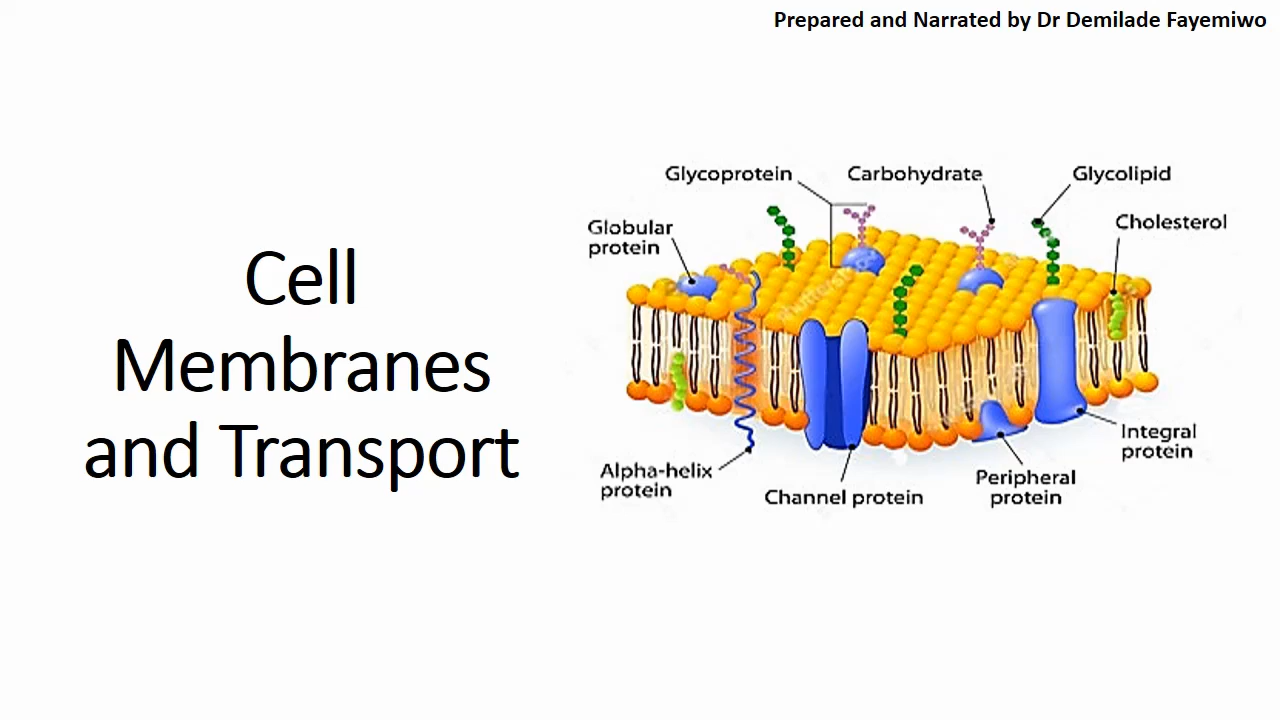 Prepared and Narrated by Dr Demilade Fayemiwo
Cell
Membranes
and Transport
Glycoprotein
Carbohydrate
Glycolipid
Globular
protein
Cholesterol
Alpha-helix
protein
Channel protein
Peripheral
protein
Integral
protein